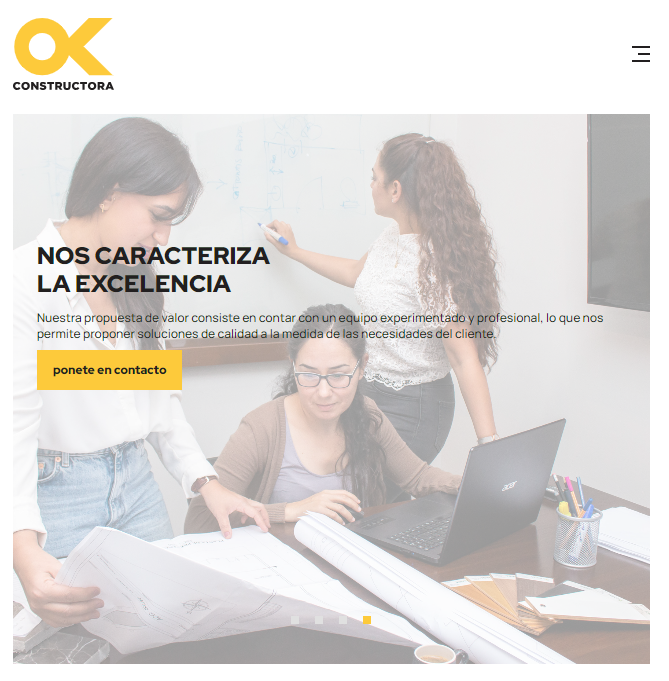 OK
CONSTRUCTORA
NOS CARACTERIZA
LA EXCELENCIA
Nuestra propuesta de valor consiste en contar con un equipo experimentado y profesional, lo que nos
permite proponer soluciones de calidad a la medida de las necesidades del cliente.
ponete en contacto
acer